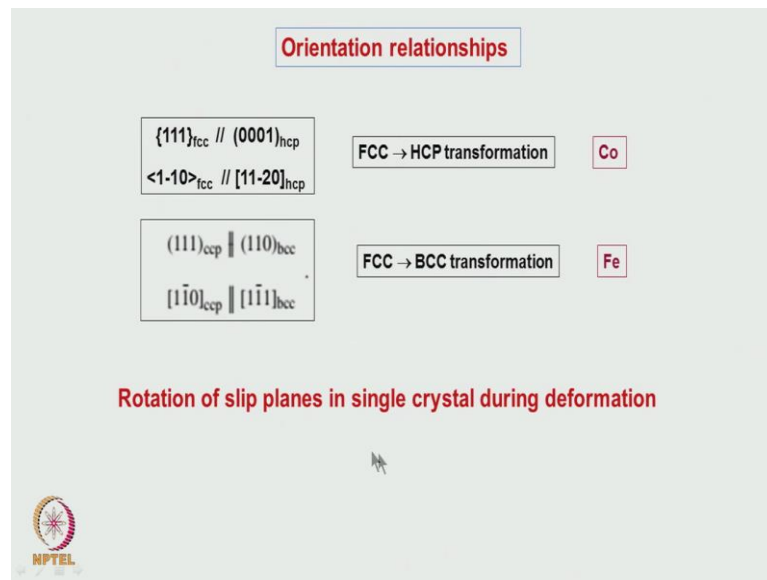 Orientation relationships
{111}fcc // (0001)hcp
<1-10>fcc // [11-20]hcp
FCC → HCP transformation
Co
(111)ccp ∥ (110)bcc
[11̄0]ccp ∥ [11̄1]bcc
FCC → BCC transformation
Fe
Rotation of slip planes in single crystal during deformation
NPTEL